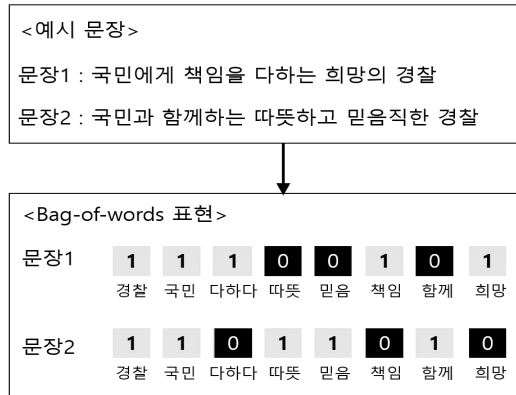 <예시 문장>
문장1 : 국민에게 책임을 다하는 희망의 경찰
문장2 : 국민과 함께하는 따뜻하고 믿음직한 경찰
<Bag-of-words 표현>
문장1 1 1 1 0 0 1 0 1
경찰 국민 다하다 따뜻 믿음 책임 함께 희망
문장2 1 1 0 1 1 0 1 0
경찰 국민 다하다 따뜻 믿음 책임 함께 희망